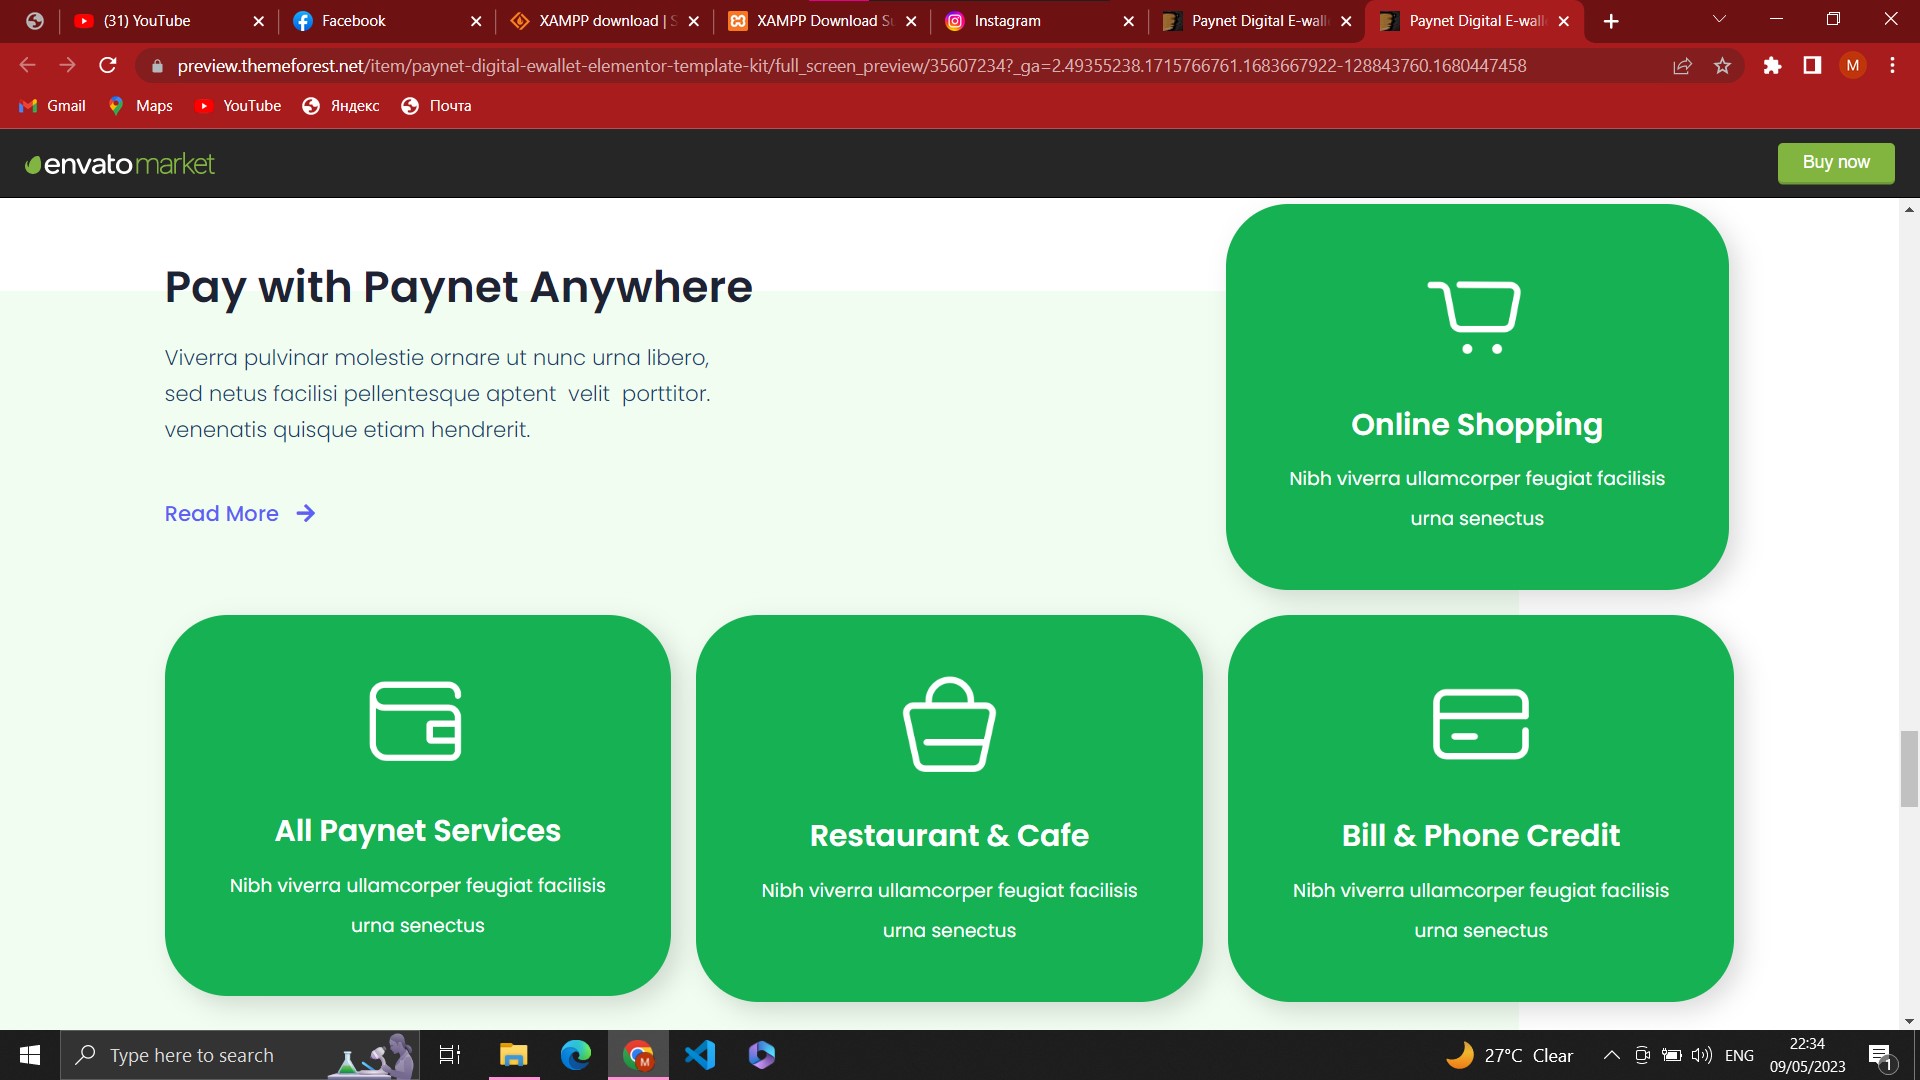 (31) YouTube
Facebook
XAMPP download | S
XAMPP Download Su
Instagram
Paynet Digital E-wall
Paynet Digital E-wall
preview.themeforest.net/item/paynet-digital-ewallet-elementor-template-kit/full_screen_preview/35607234?_ga=2.49355238.1715766761.1683667922-128843760.1680447458
M
Gmail
Maps
YouTube
Яндекс
Почта
envatomarket
Buy now
Pay with Paynet Anywhere
Viverra pulvinar molestie ornare ut nunc urna libero,
sed netus facilisi pellentesque aptent velit porttitor.
venenatis quisque etiam hendrerit.
Read More
Online Shopping
Nibh viverra ullamcorper feugiat facilisis
urna senectus
All Paynet Services
Nibh viverra ullamcorper feugiat facilisis
urna senectus
Restaurant & Cafe
Nibh viverra ullamcorper feugiat facilisis
urna senectus
Bill & Phone Credit
Nibh viverra ullamcorper feugiat facilisis
urna senectus
Type here to search
M
27°C Clear
ENG
22:34
09/05/2023
1